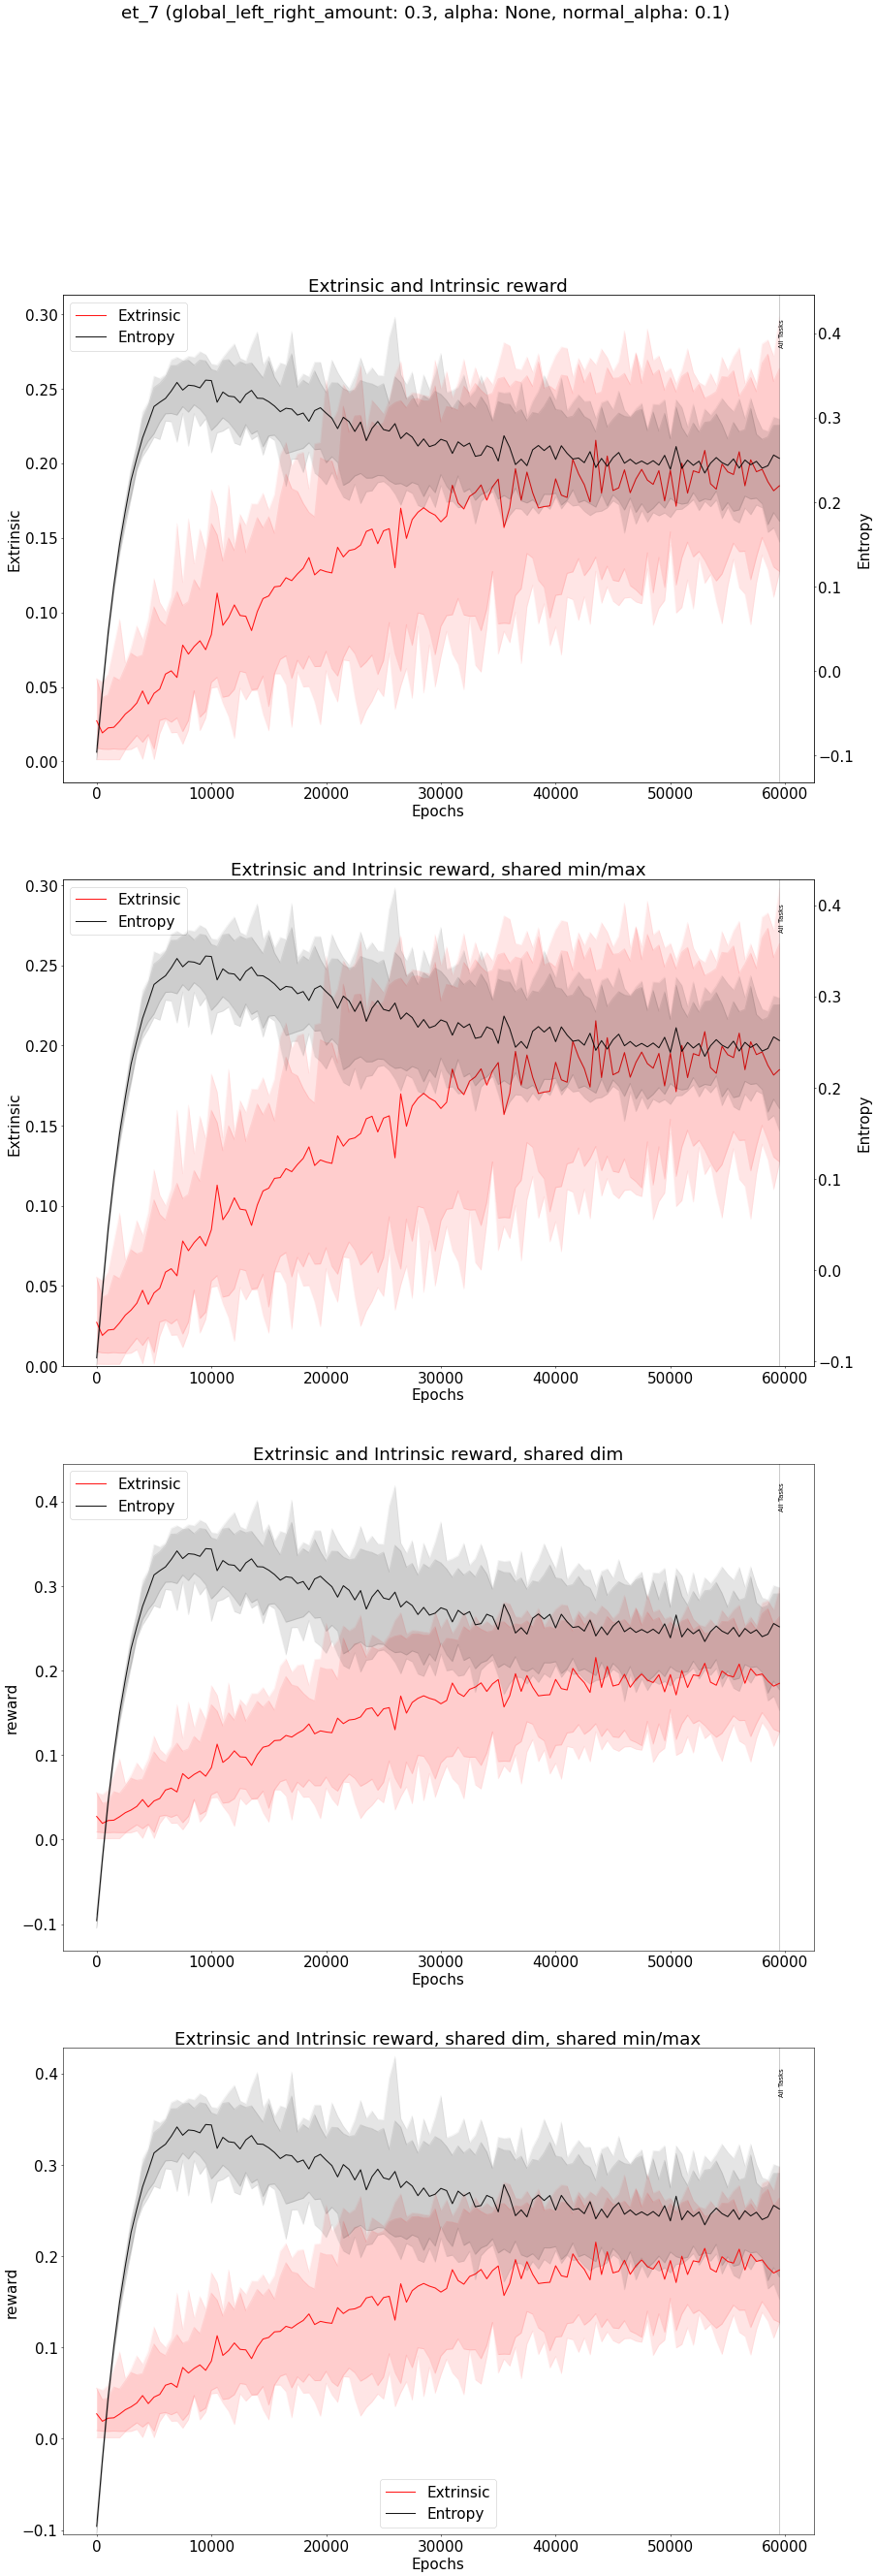 et_7 (global_left_right_amount: 0.3, alpha: None, normal_alpha: 0.1)
Extrinsic and Intrinsic reward
Extrinsic
Entropy
All Tasks
0.30
0.25
0.20
0.15
0.10
0.05
0.00
Extrinsic
0.4
0.3
0.2
0.1
0.0
−0.1
Entropy
0 10000 20000 30000 40000 50000 60000
Epochs
Extrinsic and Intrinsic reward, shared min/max
Extrinsic
Entropy
All Tasks
0.30
0.25
0.20
0.15
0.10
0.05
0.00
Extrinsic
0.4
0.3
0.2
0.1
0.0
−0.1
Entropy
0 10000 20000 30000 40000 50000 60000
Epochs
Extrinsic and Intrinsic reward, shared dim
Extrinsic
Entropy
All Tasks
0.4
0.3
0.2
0.1
0.0
−0.1
reward
0 10000 20000 30000 40000 50000 60000
Epochs
Extrinsic and Intrinsic reward, shared dim, shared min/max
All Tasks
0.4
0.3
0.2
0.1
0.0
−0.1
reward
Extrinsic
Entropy
0 10000 20000 30000 40000 50000 60000
Epochs